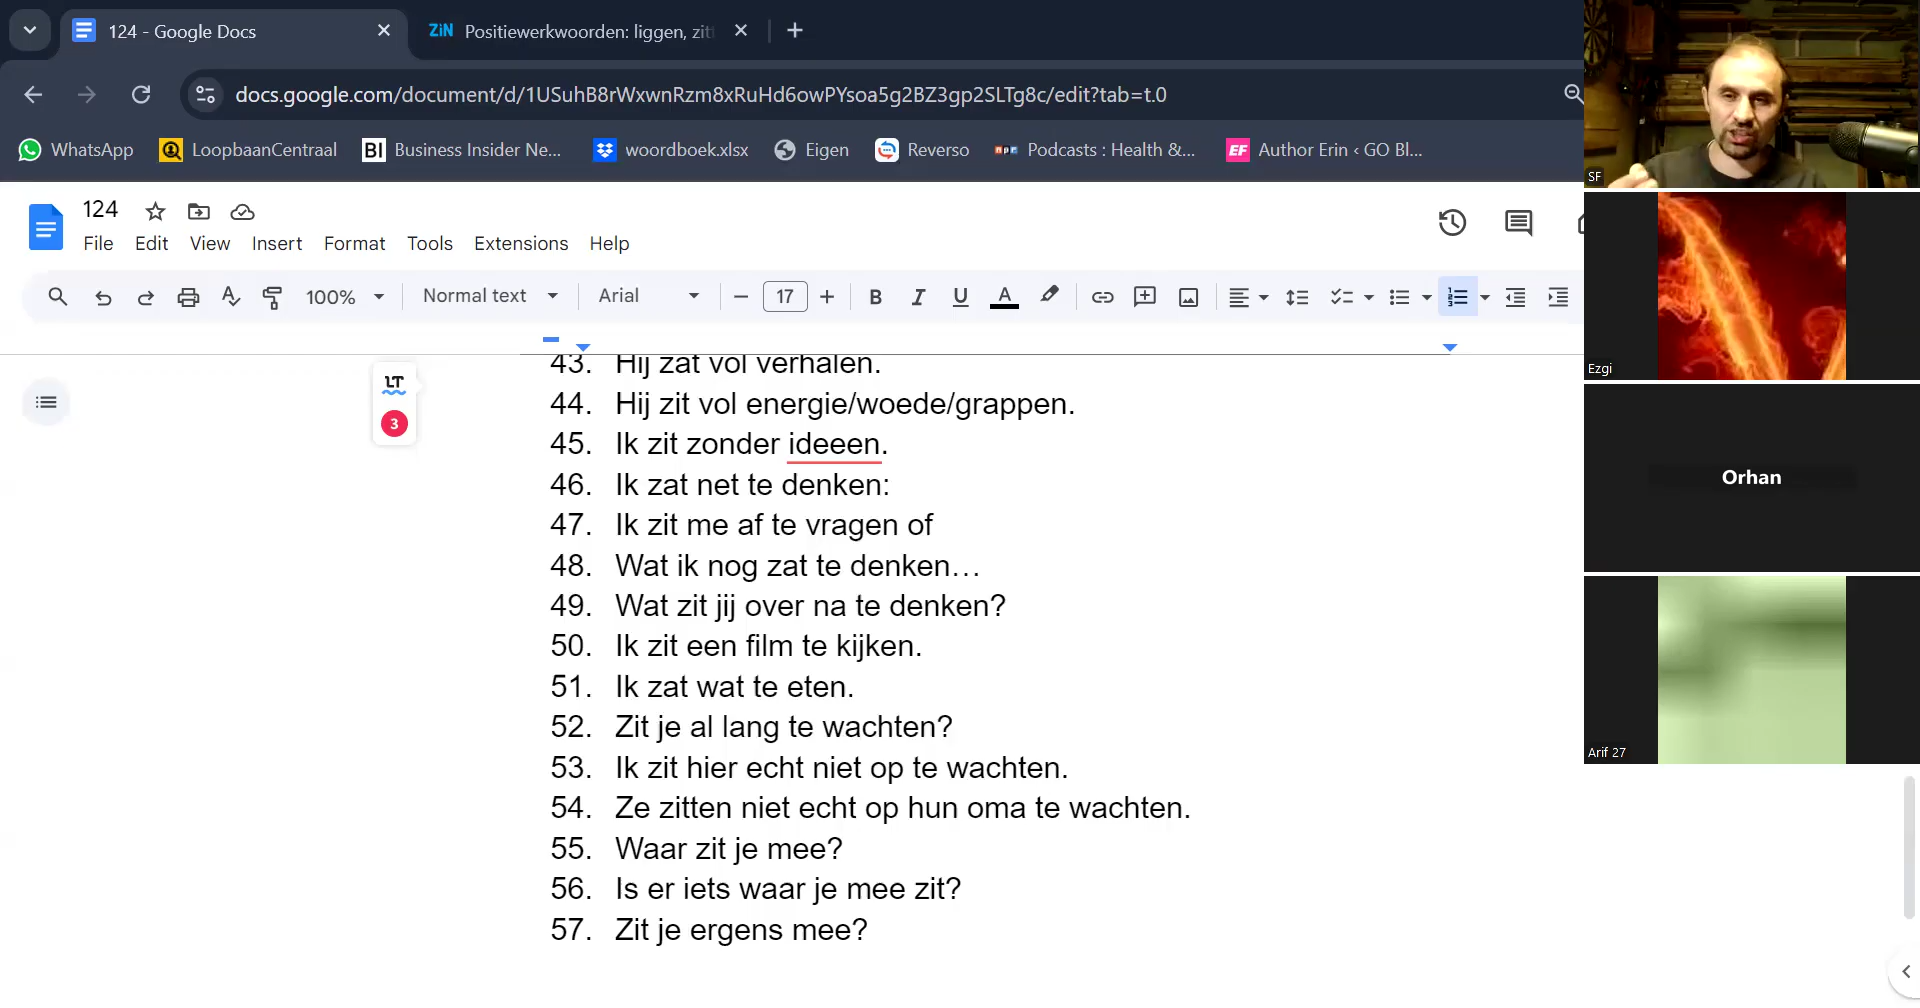 124 - Google Docs
ZiN Positiewerkwoorden: liggen, zit
docs.google.com/document/d/1USuhB8rWxwnRzm8xRuHd6owPYsoa5g2BZ3gp2SLTg8c/edit?tab=t.0
WhatsApp LoopbaanCentraal BI Business Insider Ne... woordboek.xlsx Eigen Reverso npr Podcasts : Health &... EF Author Erin ‹ GO Bl...
SF
124
File Edit View Insert Format Tools Extensions Help
100% Normal text Arial 17 B I U A
LT
3
43. Hij zat vol verhalen.
44. Hij zit vol energie/woede/grappen.
45. Ik zit zonder ideeen.
46. Ik zat net te denken:
47. Ik zit me af te vragen of
48. Wat ik nog zat te denken…
49. Wat zit jij over na te denken?
50. Ik zit een film te kijken.
51. Ik zat wat te eten.
52. Zit je al lang te wachten?
53. Ik zit hier echt niet op te wachten.
54. Ze zitten niet echt op hun oma te wachten.
55. Waar zit je mee?
56. Is er iets waar je mee zit?
57. Zit je ergens mee?
Ezgi
Orhan
Arif 27